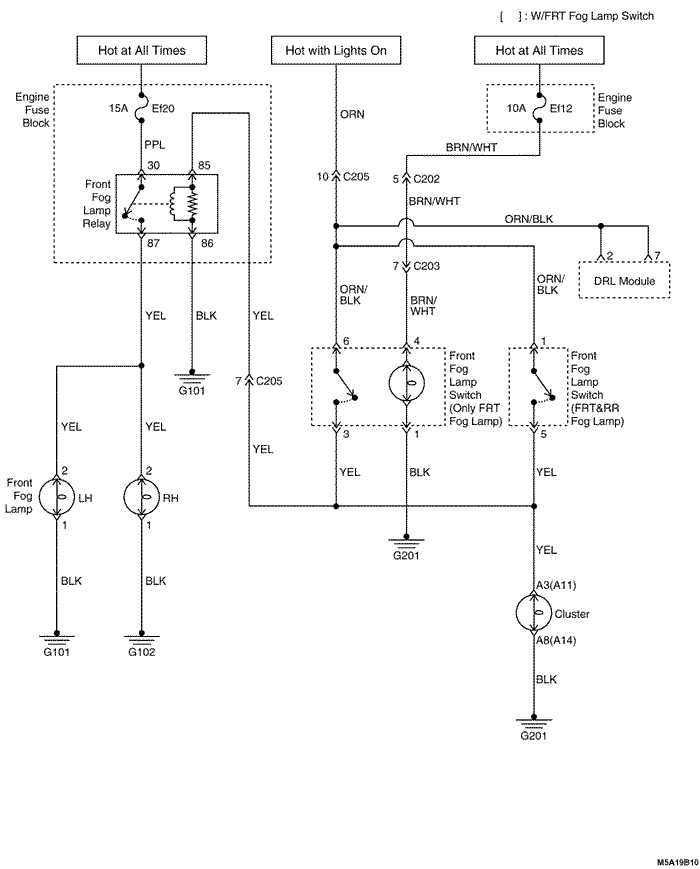 [ ] : W/FRT Fog Lamp Switch
Hot at All Times
Hot with Lights On
Hot at All Times
Engine
Fuse
Block
15A
Ef20
10A
Ef12
Engine
Fuse
Block
ORN
PPL
BRN/WHT
30
85
10
C205
5
C202
Front
Fog
Lamp
Relay
BRN/WHT
ORN/BLK
87
86
7
C203
2
7
DRL Module
ORN/
BLK
BRN/
WHT
ORN/
BLK
YEL
BLK
YEL
6
4
1
Front
Fog
Lamp
Switch
(Only FRT
Fog Lamp)
Front
Fog
Lamp
Switch
(FRT&RR
Fog Lamp)
G101
7
C205
3
1
5
YEL
YEL
YEL
YEL
BLK
YEL
2
2
Front
Fog
Lamp
LH
RH
1
1
G201
YEL
BLK
BLK
A3(A11)
Cluster
A8(A14)
G101
G102
BLK
G201
M5A19B10